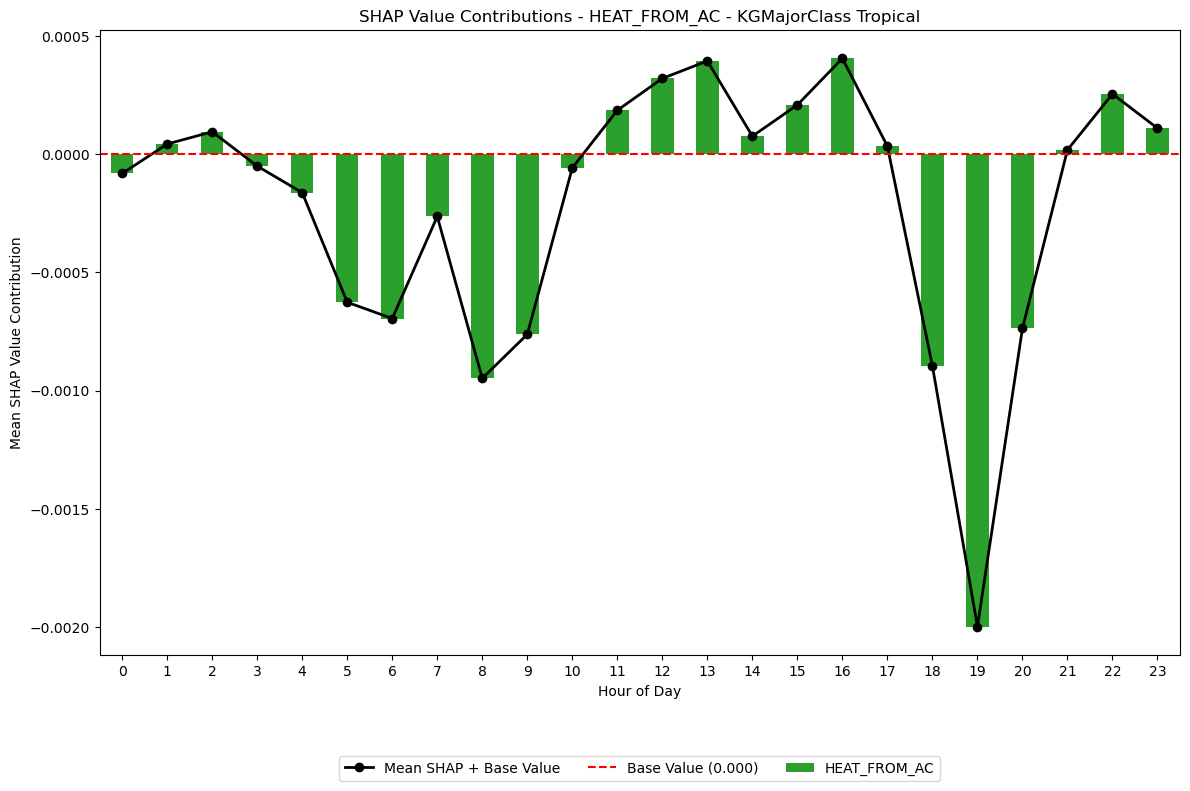 SHAP Value Contributions - HEAT_FROM_AC - KGMajorClass Tropical
Mean SHAP Value Contribution
0.0005
0.0000
−0.0005
−0.0010
−0.0015
−0.0020
0 1 2 3 4 5 6 7 8 9 10 11 12 13 14 15 16 17 18 19 20 21 22 23
Hour of Day
Mean SHAP + Base Value
Base Value (0.000)
HEAT_FROM_AC